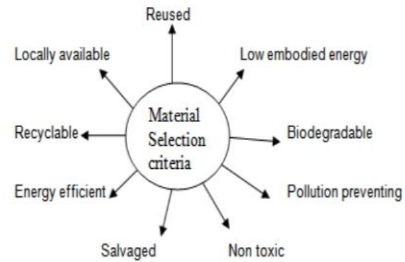 Reused
Locally available
Low embodied energy
Material
Selection
criteria
Recyclable
Biodegradable
Energy efficient
Pollution preventing
Salvaged
Non toxic